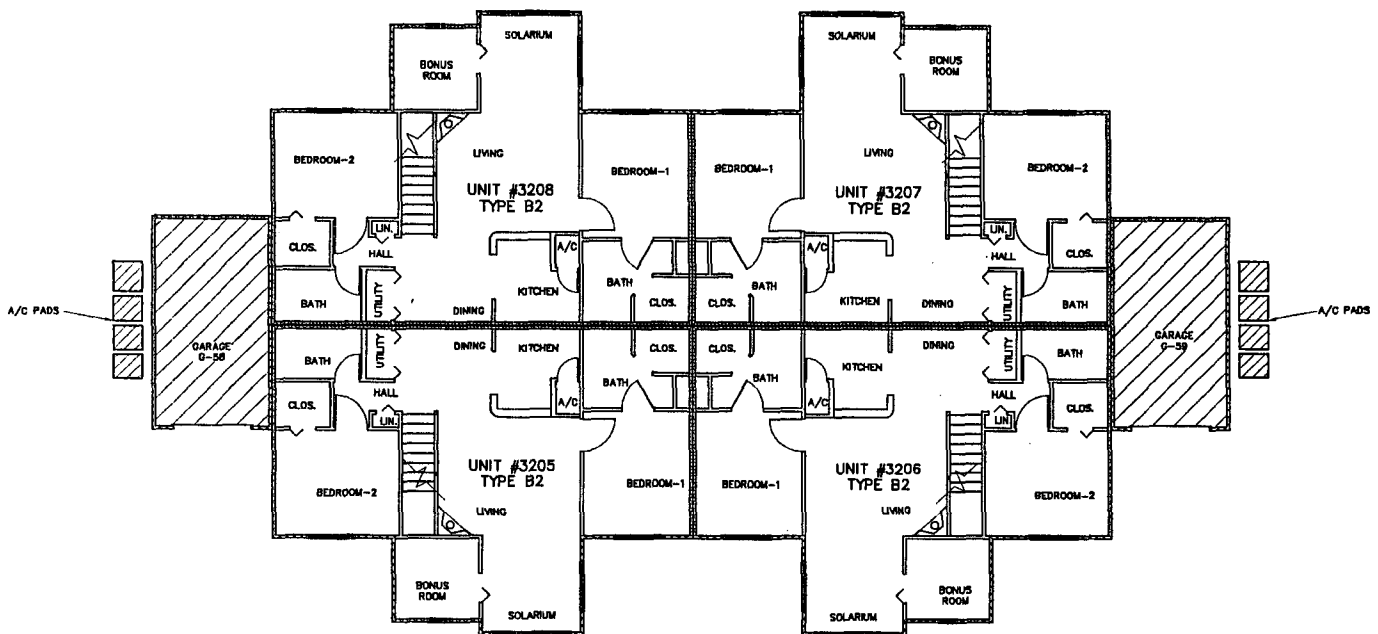 SOLARIUM
SOLARIUM
BONUS
ROOM
BONUS
ROOM
BEDROOM-2
LIVING
BEDROOM-1
BEDROOM-1
LIVING
BEDROOM-2
UNIT #3208
TYPE B2
UNIT #3207
TYPE B2
LIN.
LIN.
CLOS.
HALL
A/C
A/C
HALL
CLOS.
BATH
UTILITY
DINING
KITCHEN
BATH
CLOS.
CLOS.
BATH
KITCHEN
DINING
UTILITY
BATH
A/C PADS
A/C PADS
GARAGE
G-58
GARAGE
G-59
BATH
UTILITY
DINING
KITCHEN
BATH
CLOS.
CLOS.
BATH
KITCHEN
DINING
UTILITY
BATH
CLOS.
HALL
LIN.
A/C
A/C
HALL
LIN.
CLOS.
UNIT #3205
TYPE B2
UNIT #3206
TYPE B2
BEDROOM-2
LIVING
BEDROOM-1
BEDROOM-1
LIVING
BEDROOM-2
BONUS
ROOM
BONUS
ROOM
SOLARIUM
SOLARIUM